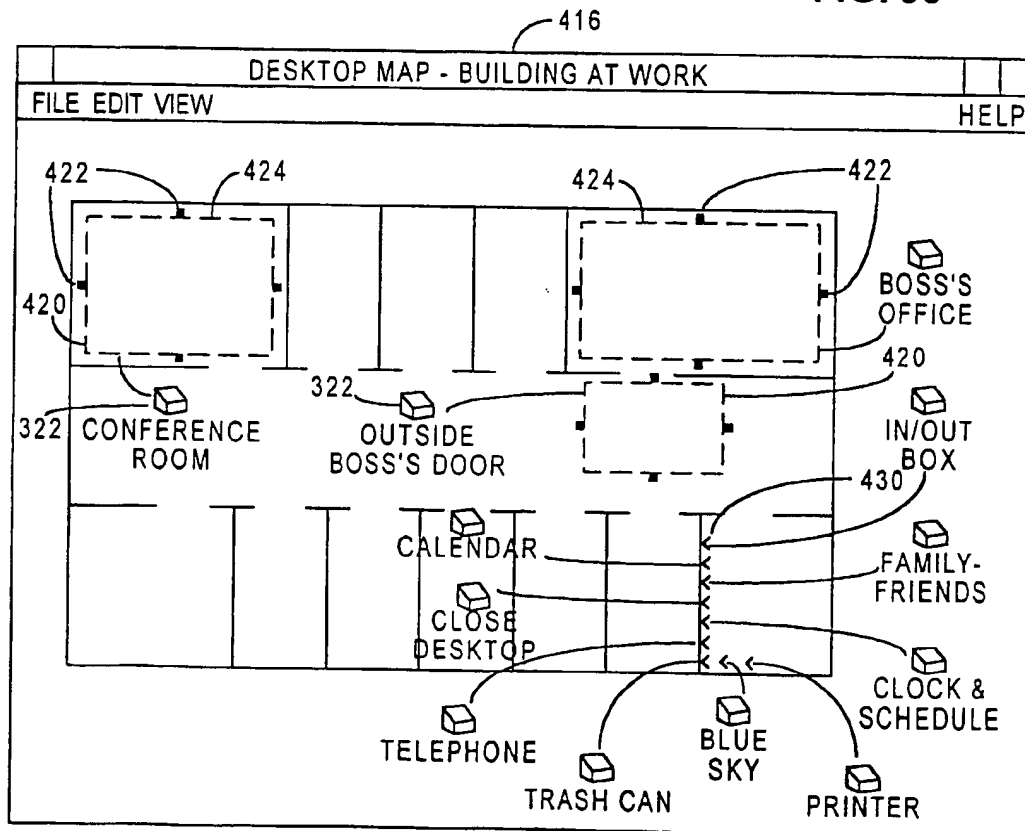 416
DESKTOP MAP - BUILDING AT WORK
FILE EDIT VIEW
HELP
422
424
424
422
BOSS'S
OFFICE
420
420
322
CONFERENCE
ROOM
322
OUTSIDE
BOSS'S DOOR
IN/OUT
BOX
430
CALENDAR
FAMILY-
FRIENDS
CLOSE
DESKTOP
CLOCK &
SCHEDULE
TELEPHONE
BLUE
SKY
TRASH CAN
PRINTER